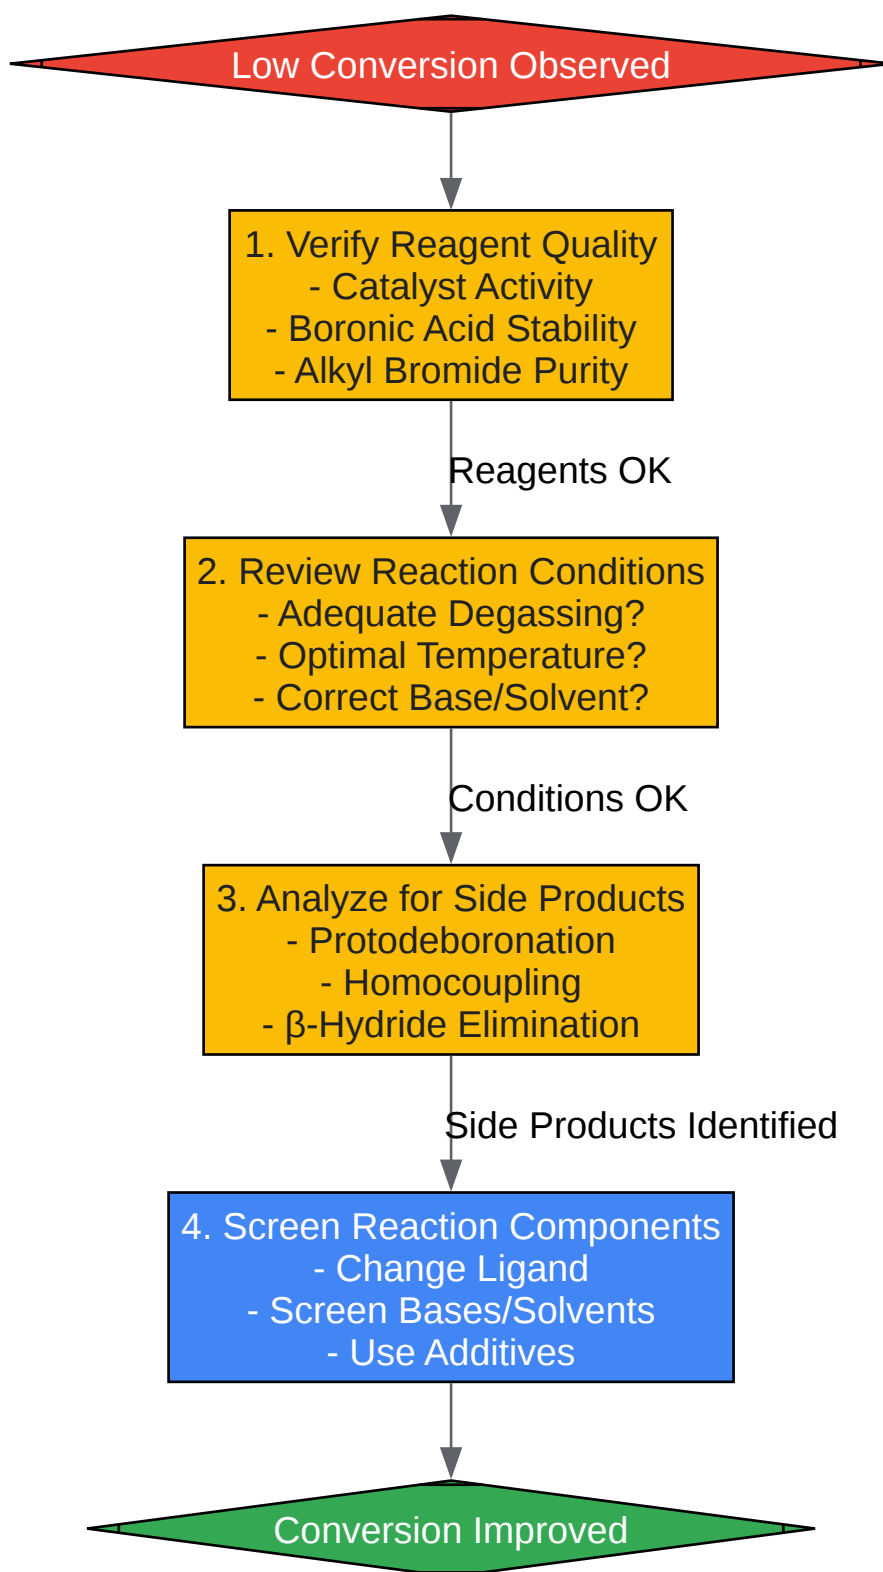 Low Conversion Observed
1. Verify Reagent Quality
- Catalyst Activity
- Boronic Acid Stability
- Alkyl Bromide Purity
Reagents OK
2. Review Reaction Conditions
- Adequate Degassing?
- Optimal Temperature?
- Correct Base/Solvent?
Conditions OK
3. Analyze for Side Products
- Protodeboronation
- Homocoupling
- β-Hydride Elimination
Side Products Identified
4. Screen Reaction Components
- Change Ligand
- Screen Bases/Solvents
- Use Additives
Conversion Improved